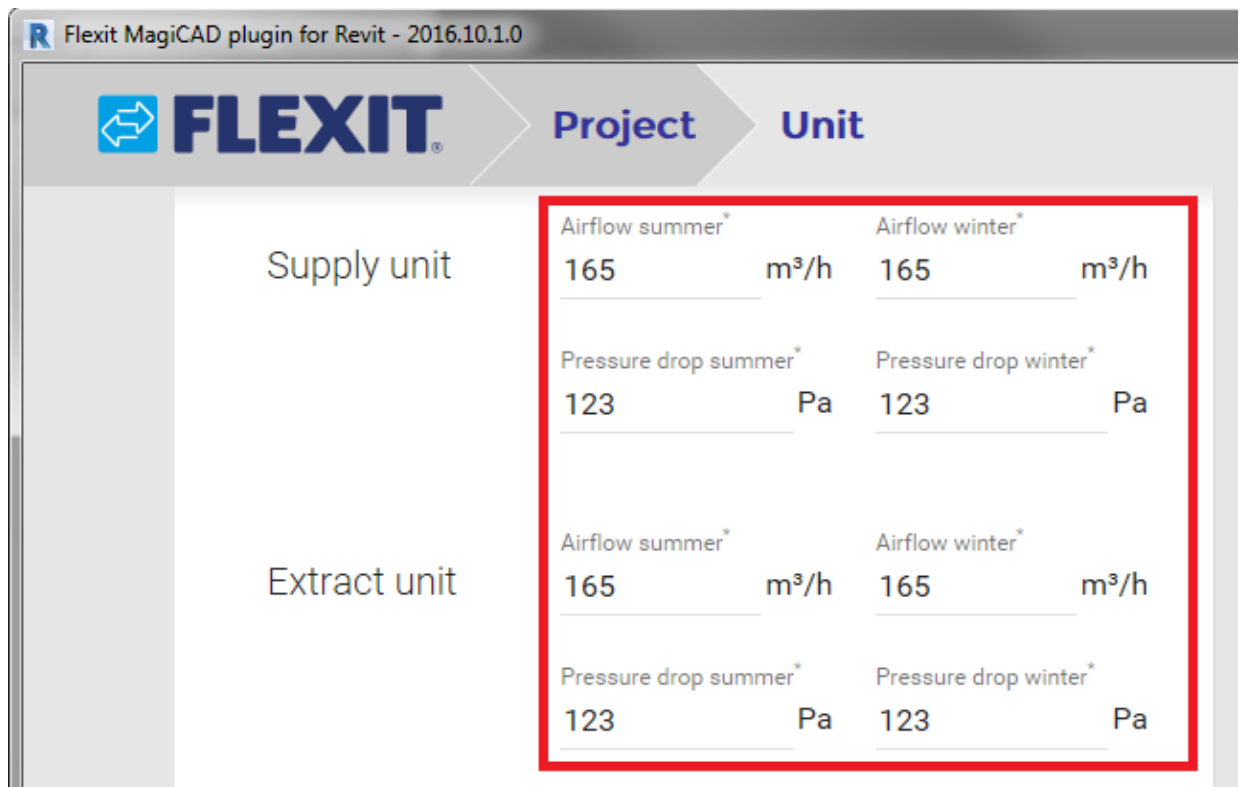 Flexit MagiCAD plugin for Revit - 2016.10.1.0
FLEXIT® Project Unit
Airflow summer* Airflow winter*
Supply unit 165 m³/h 165 m³/h
Pressure drop summer* Pressure drop winter*
123 Pa 123 Pa
Airflow summer* Airflow winter*
Extract unit 165 m³/h 165 m³/h
Pressure drop summer* Pressure drop winter*
123 Pa 123 Pa